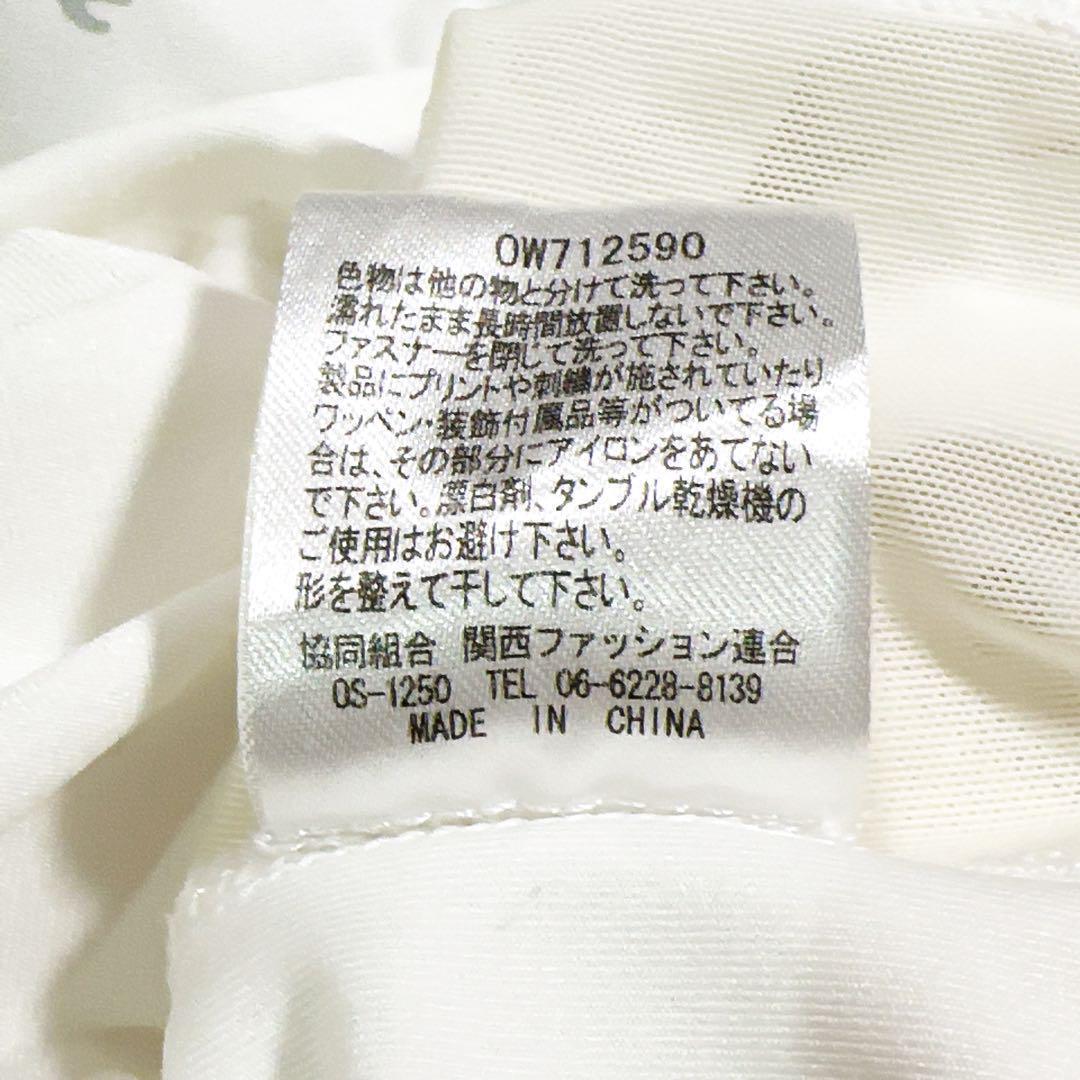 OW712590
色物は他の物と分けて洗って下さい。
濡れたまま長時間放置しないで下さい。
ファスナーを閉じて洗って下さい。
製品にプリントや刺繍が施されていたり
ワッペン・装飾付属品等がついてる場
合は、その部分にアイロンをあてない
で下さい。漂白剤、タンブル乾燥機の
ご使用はお避け下さい。
形を整えて干して下さい。
協同組合 関西ファッション連合
OS-1250 TEL 06-6228-8139
MADE IN CHINA